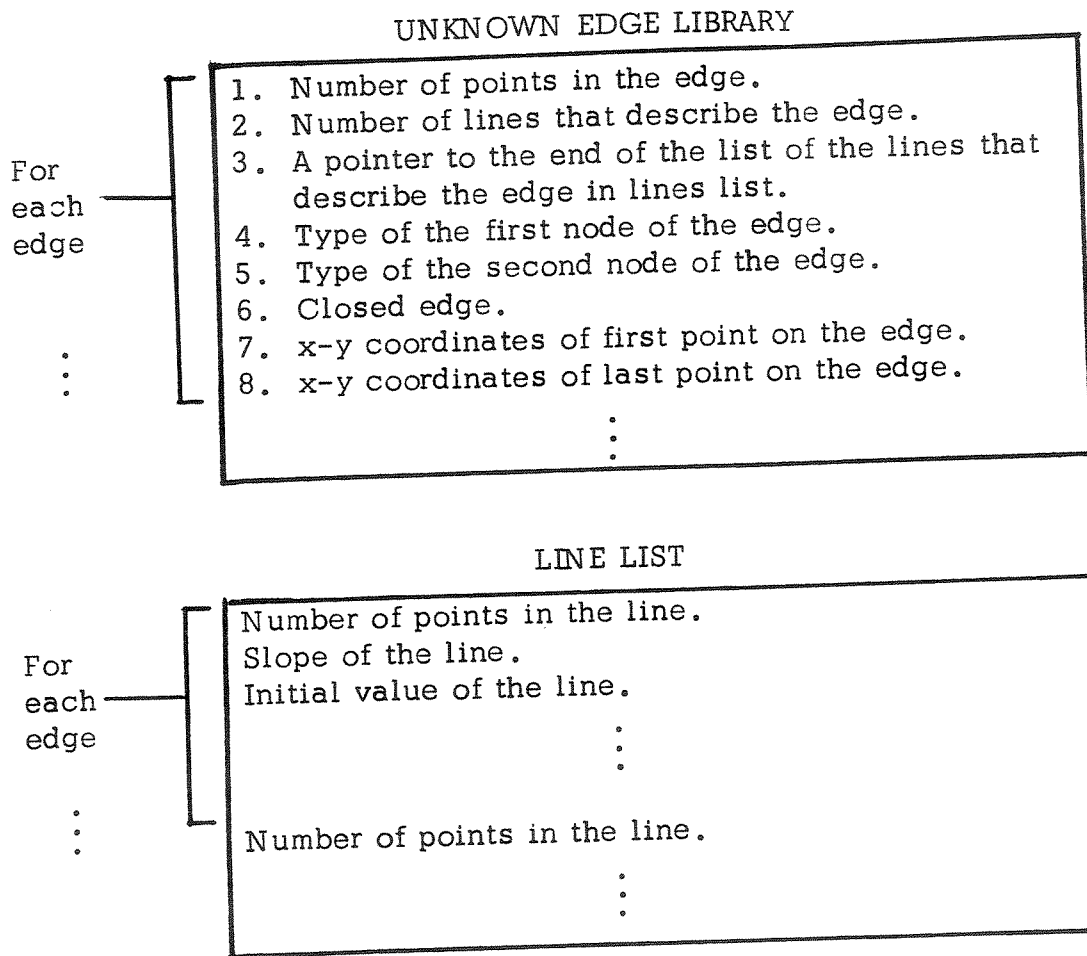 UNKNOWN EDGE LIBRARY
For
each
edge
1. Number of points in the edge.
2. Number of lines that describe the edge.
3. A pointer to the end of the list of the lines that
describe the edge in lines list.
4. Type of the first node of the edge.
5. Type of the second node of the edge.
6. Closed edge.
7. x-y coordinates of first point on the edge.
8. x-y coordinates of last point on the edge.
LINE LIST
For
each
edge
Number of points in the line.
Slope of the line.
Initial value of the line.
Number of points in the line.